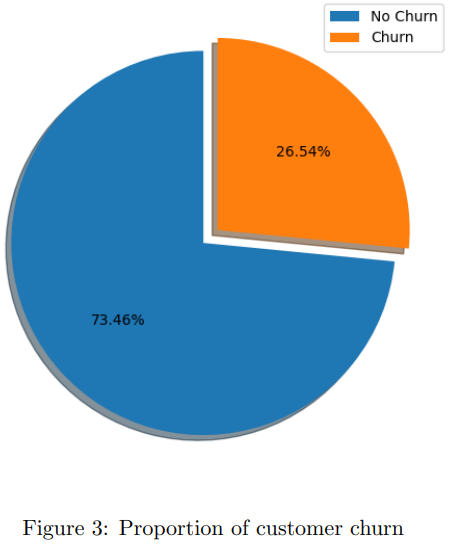 No Churn
Churn
26.54%
73.46%
Figure 3: Proportion of customer churn